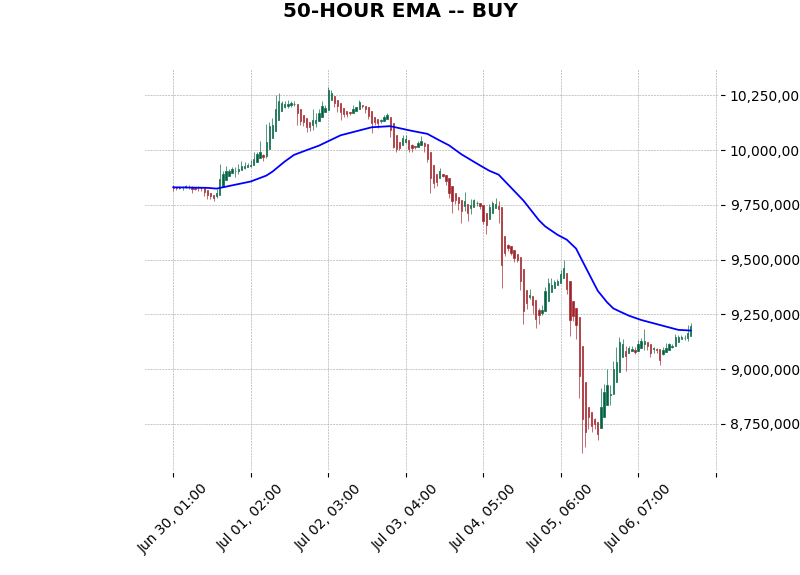 50-HOUR EMA -- BUY
10,250,00
10,000,00
9,750,000
9,500,000
9,250,000
9,000,000
8,750,000
Jun 30, 01:00
Jul 01, 02:00
Jul 02, 03:00
Jul 03, 04:00
Jul 04, 05:00
Jul 05, 06:00
Jul 06, 07:00